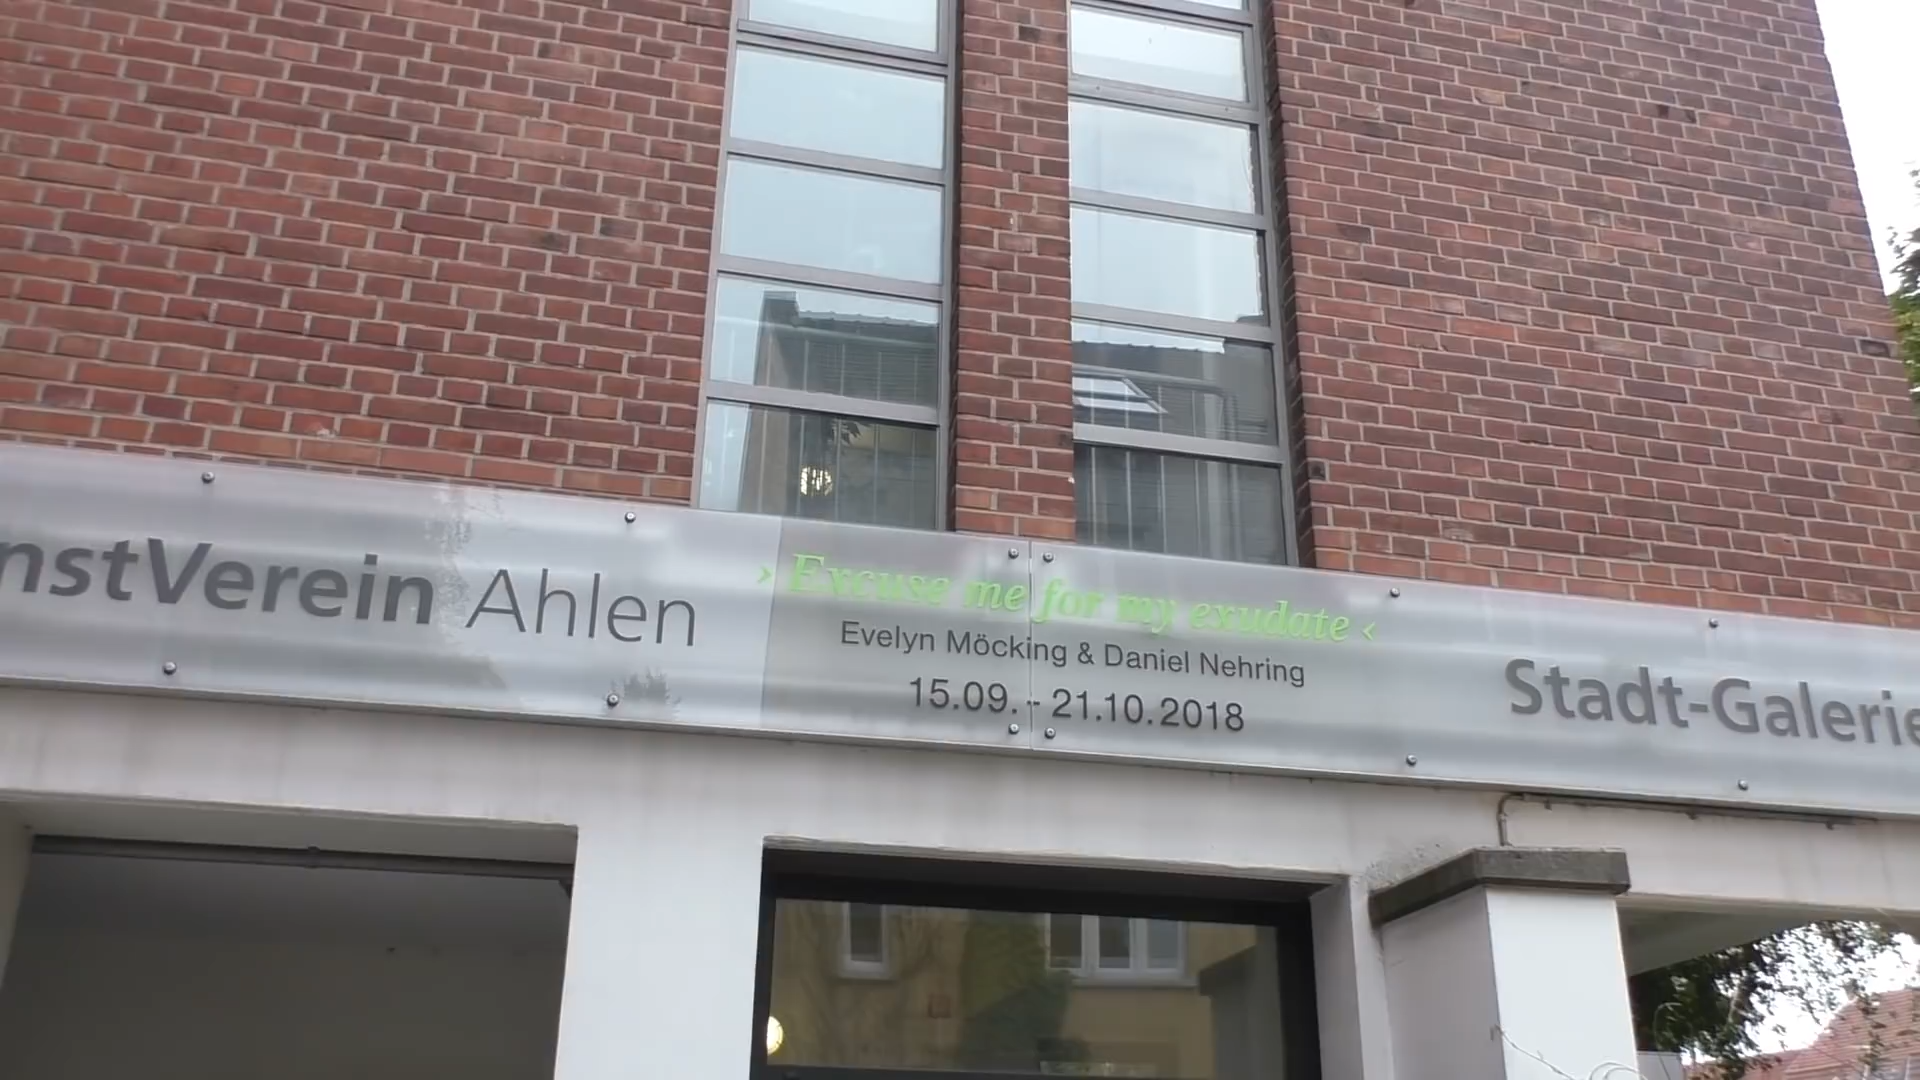 nstVerein Ahlen
› Excuse me for my exudate ‹
Evelyn Möcking & Daniel Nehring
15.09. - 21.10.2018
Stadt-Galerie